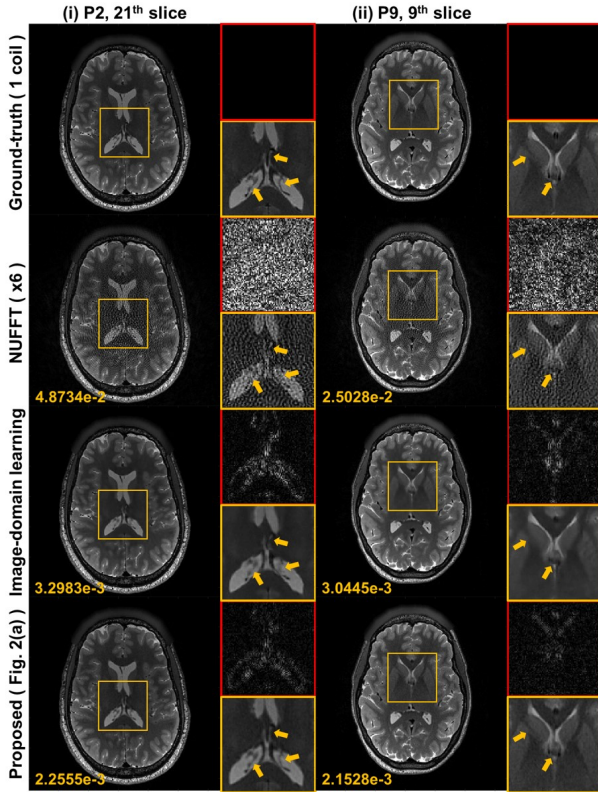 (i) P2, 21th slice
(ii) P9, 9th slice
Ground-truth ( 1 coil )
NUFFT ( x6 )
4.8734e-2
2.5028e-2
Image-domain learning
3.2983e-3
3.0445e-3
Proposed ( Fig. 2(a) )
2.2555e-3
2.1528e-3